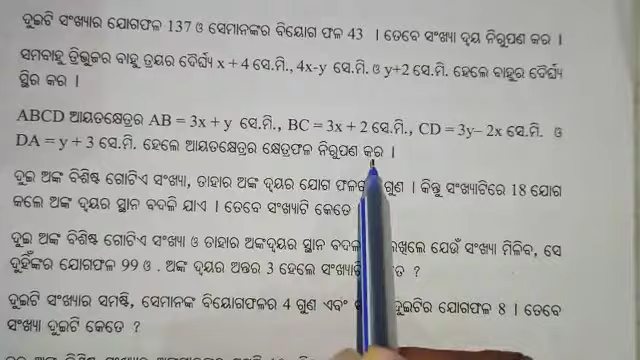 ଦୁଇଟି ସଂଖ୍ୟାର ଯୋଗଫଳ 137 ଓ ସେମାନଙ୍କର ବିୟୋଗ ଫଳ 43 । ତେବେ ସଂଖ୍ୟା ଦ୍ୱୟ ନିରୂପଣ କର ।
ସମବାହୁ ତ୍ରିଭୁଜର ବାହୁ ତ୍ରୟର ଦୈର୍ଘ୍ୟ x + 4 ସେ.ମି., 4x-y ସେ.ମି. ଓ y+2 ସେ.ମି. ହେଲେ ବାହୁର ଦୈର୍ଘ୍ୟ
ସ୍ଥିର କର ।
ABCD ଆୟତକ୍ଷେତ୍ରର AB = 3x + y ସେ.ମି., BC = 3x + 2 ସେ.ମି., CD = 3y– 2x ସେ.ମି. ଓ
DA = y + 3 ସେ.ମି. ହେଲେ ଆୟତକ୍ଷେତ୍ରର କ୍ଷେତ୍ରଫଳ ନିରୂପଣ କର ।
ଦୁଇ ଅଙ୍କ ବିଶିଷ୍ଟ ଗୋଟିଏ ସଂଖ୍ୟା, ତାହାର ଅଙ୍କ ଦ୍ୱୟର ଯୋଗ ଗୁଣ । କିନ୍ତୁ ସଂଖ୍ୟାଟିରେ 18 ଯୋଗ
କଲେ ଅଙ୍କ ଦ୍ୱୟର ସ୍ଥାନ ବଦଳି ଯାଏ । ତେବେ ସଂଖ୍ୟାଟି କେତେ
ଦୁଇ ଅଙ୍କ ବିଶିଷ୍ଟ ଗୋଟିଏ ସଂଖ୍ୟା ଓ ତାହାର ଅଙ୍କଦ୍ୱୟର ସ୍ଥାନ ଯେଉଁ ସଂଖ୍ୟା ମିଳିବ, ସେ
ଦୁହିଁଙ୍କର ଯୋଗଫଳ 99 ଓ . ଅଙ୍କ ଦ୍ୱୟର ଅନ୍ତର 3 ହେଲେ ?
ଦୁଇଟି ସଂଖ୍ୟାର ସମଷ୍ଟି, ସେମାନଙ୍କ ବିୟୋଗଫଳର 4 ଗୁଣ ଏବଂ ଦୁଇଟିର ଯୋଗଫଳ 8 । ତେବେ
ସଂଖ୍ୟା ଦୁଇଟି କେତେ ?